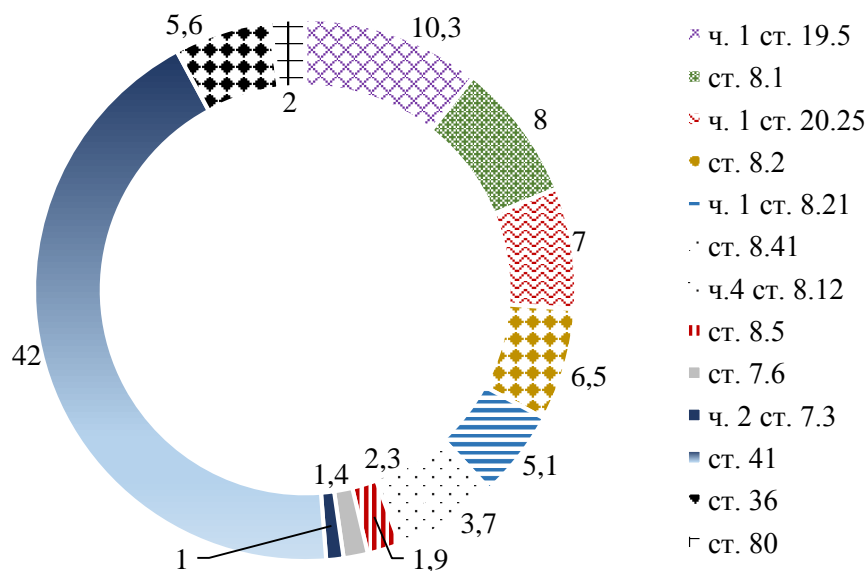 5,6
10,3
2
8
7
42
6,5
5,1
2,3
1,4
3,7
1
1,9
ч. 1 ст. 19.5
ст. 8.1
ч. 1 ст. 20.25
ст. 8.2
ч. 1 ст. 8.21
ст. 8.41
ч.4 ст. 8.12
ст. 8.5
ст. 7.6
ч. 2 ст. 7.3
ст. 41
ст. 36
ст. 80